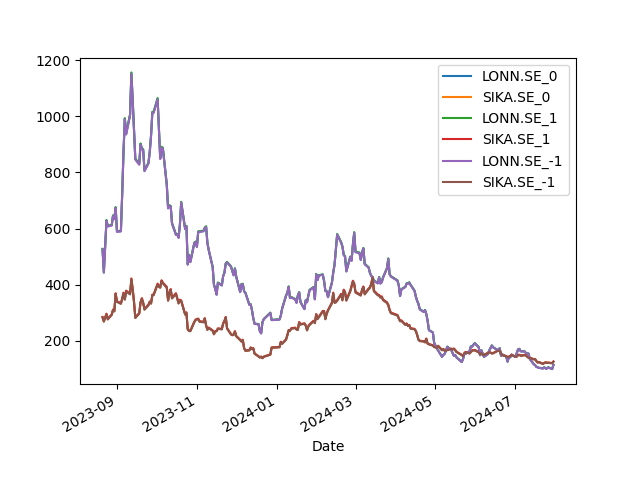 1200
1000
800
600
400
200
LONN.SE_0
SIKA.SE_0
LONN.SE_1
SIKA.SE_1
LONN.SE_-1
SIKA.SE_-1
2023-09
2023-11
2024-01
2024-03
2024-05
2024-07
Date